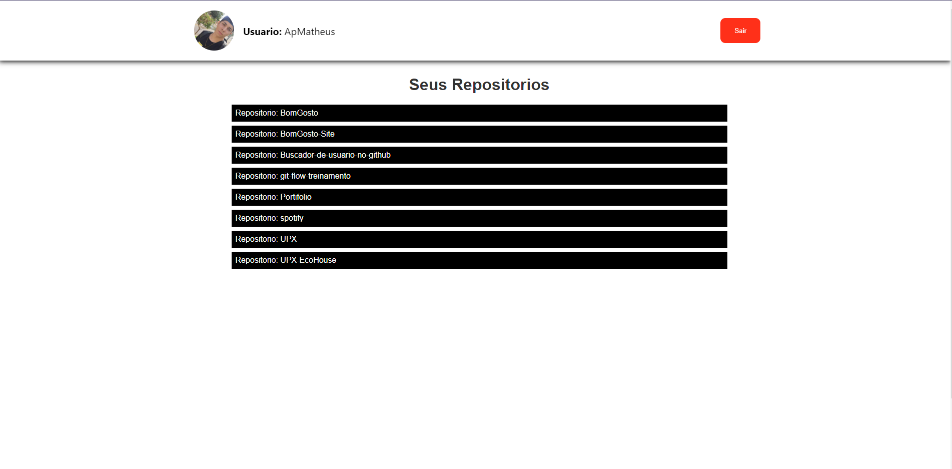 Usuario: ApMatheus
Sair
Seus Repositorios
Repositorio: BomGosto
Repositorio: BomGosto-Site
Repositorio: Buscador-de-usuario-no-github
Repositorio: git-flow-treinamento
Repositorio: Portifolio
Repositorio: spotify
Repositorio: UPX
Repositorio: UPX-EcoHouse